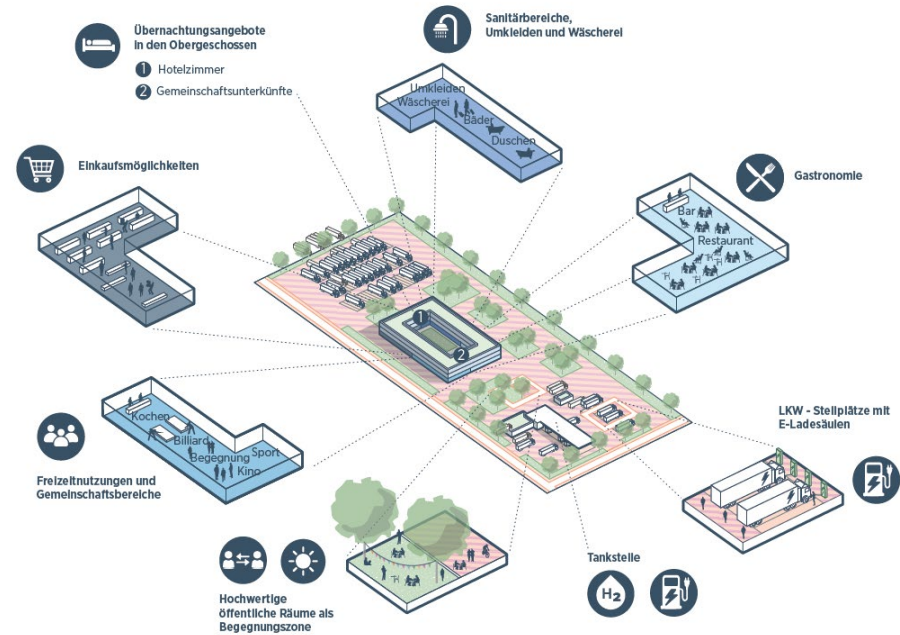 Übernachtungsangebote
in den Obergeschossen
1 Hotelzimmer
2 Gemeinschaftsunterkünfte
Sanitärbereiche,
Umkleiden und Wäscherei
Umkleiden
Wäscherei
Bäder
Duschen
Einkaufsmöglichkeiten
Gastronomie
Bar
Restaurant
1
2
Kochen
Billiard
Begegnung
Sport
Kino
Freizeitnutzungen und
Gemeinschaftsbereiche
LKW - Stellplätze mit
E-Ladesäulen
Hochwertige
öffentliche Räume als
Begegnungszone
Tankstelle
H2